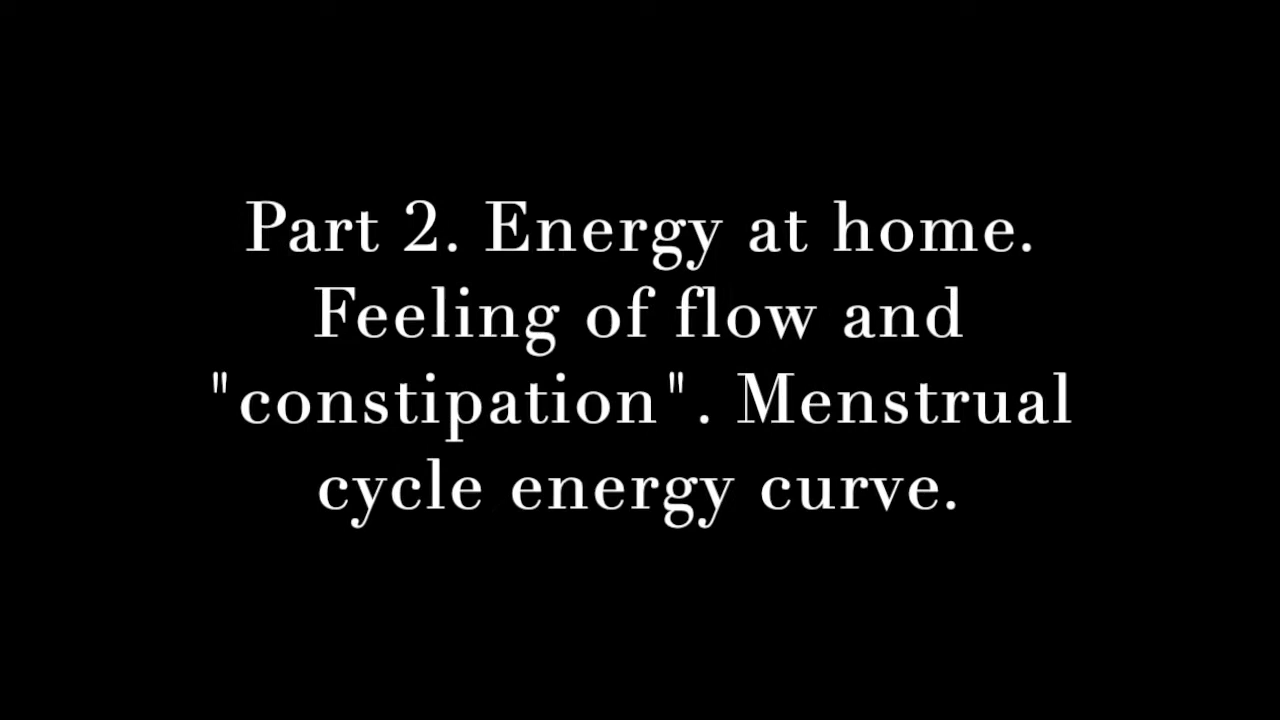 Part 2. Energy at home.
Feeling of flow and
"constipation". Menstrual
cycle energy curve.